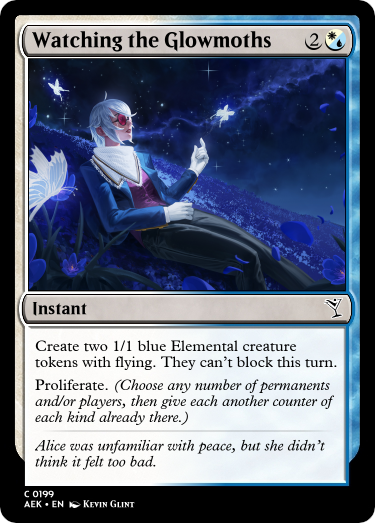 Watching the Glowmoths 2
Instant
Create two 1/1 blue Elemental creature
tokens with flying. They can't block this turn.
Proliferate. (Choose any number of permanents
and/or players, then give each another counter of
each kind already there.)
Alice was unfamiliar with peace, but she didn't
think it felt too bad.
C 0199
AEK • EN Kevin Glint